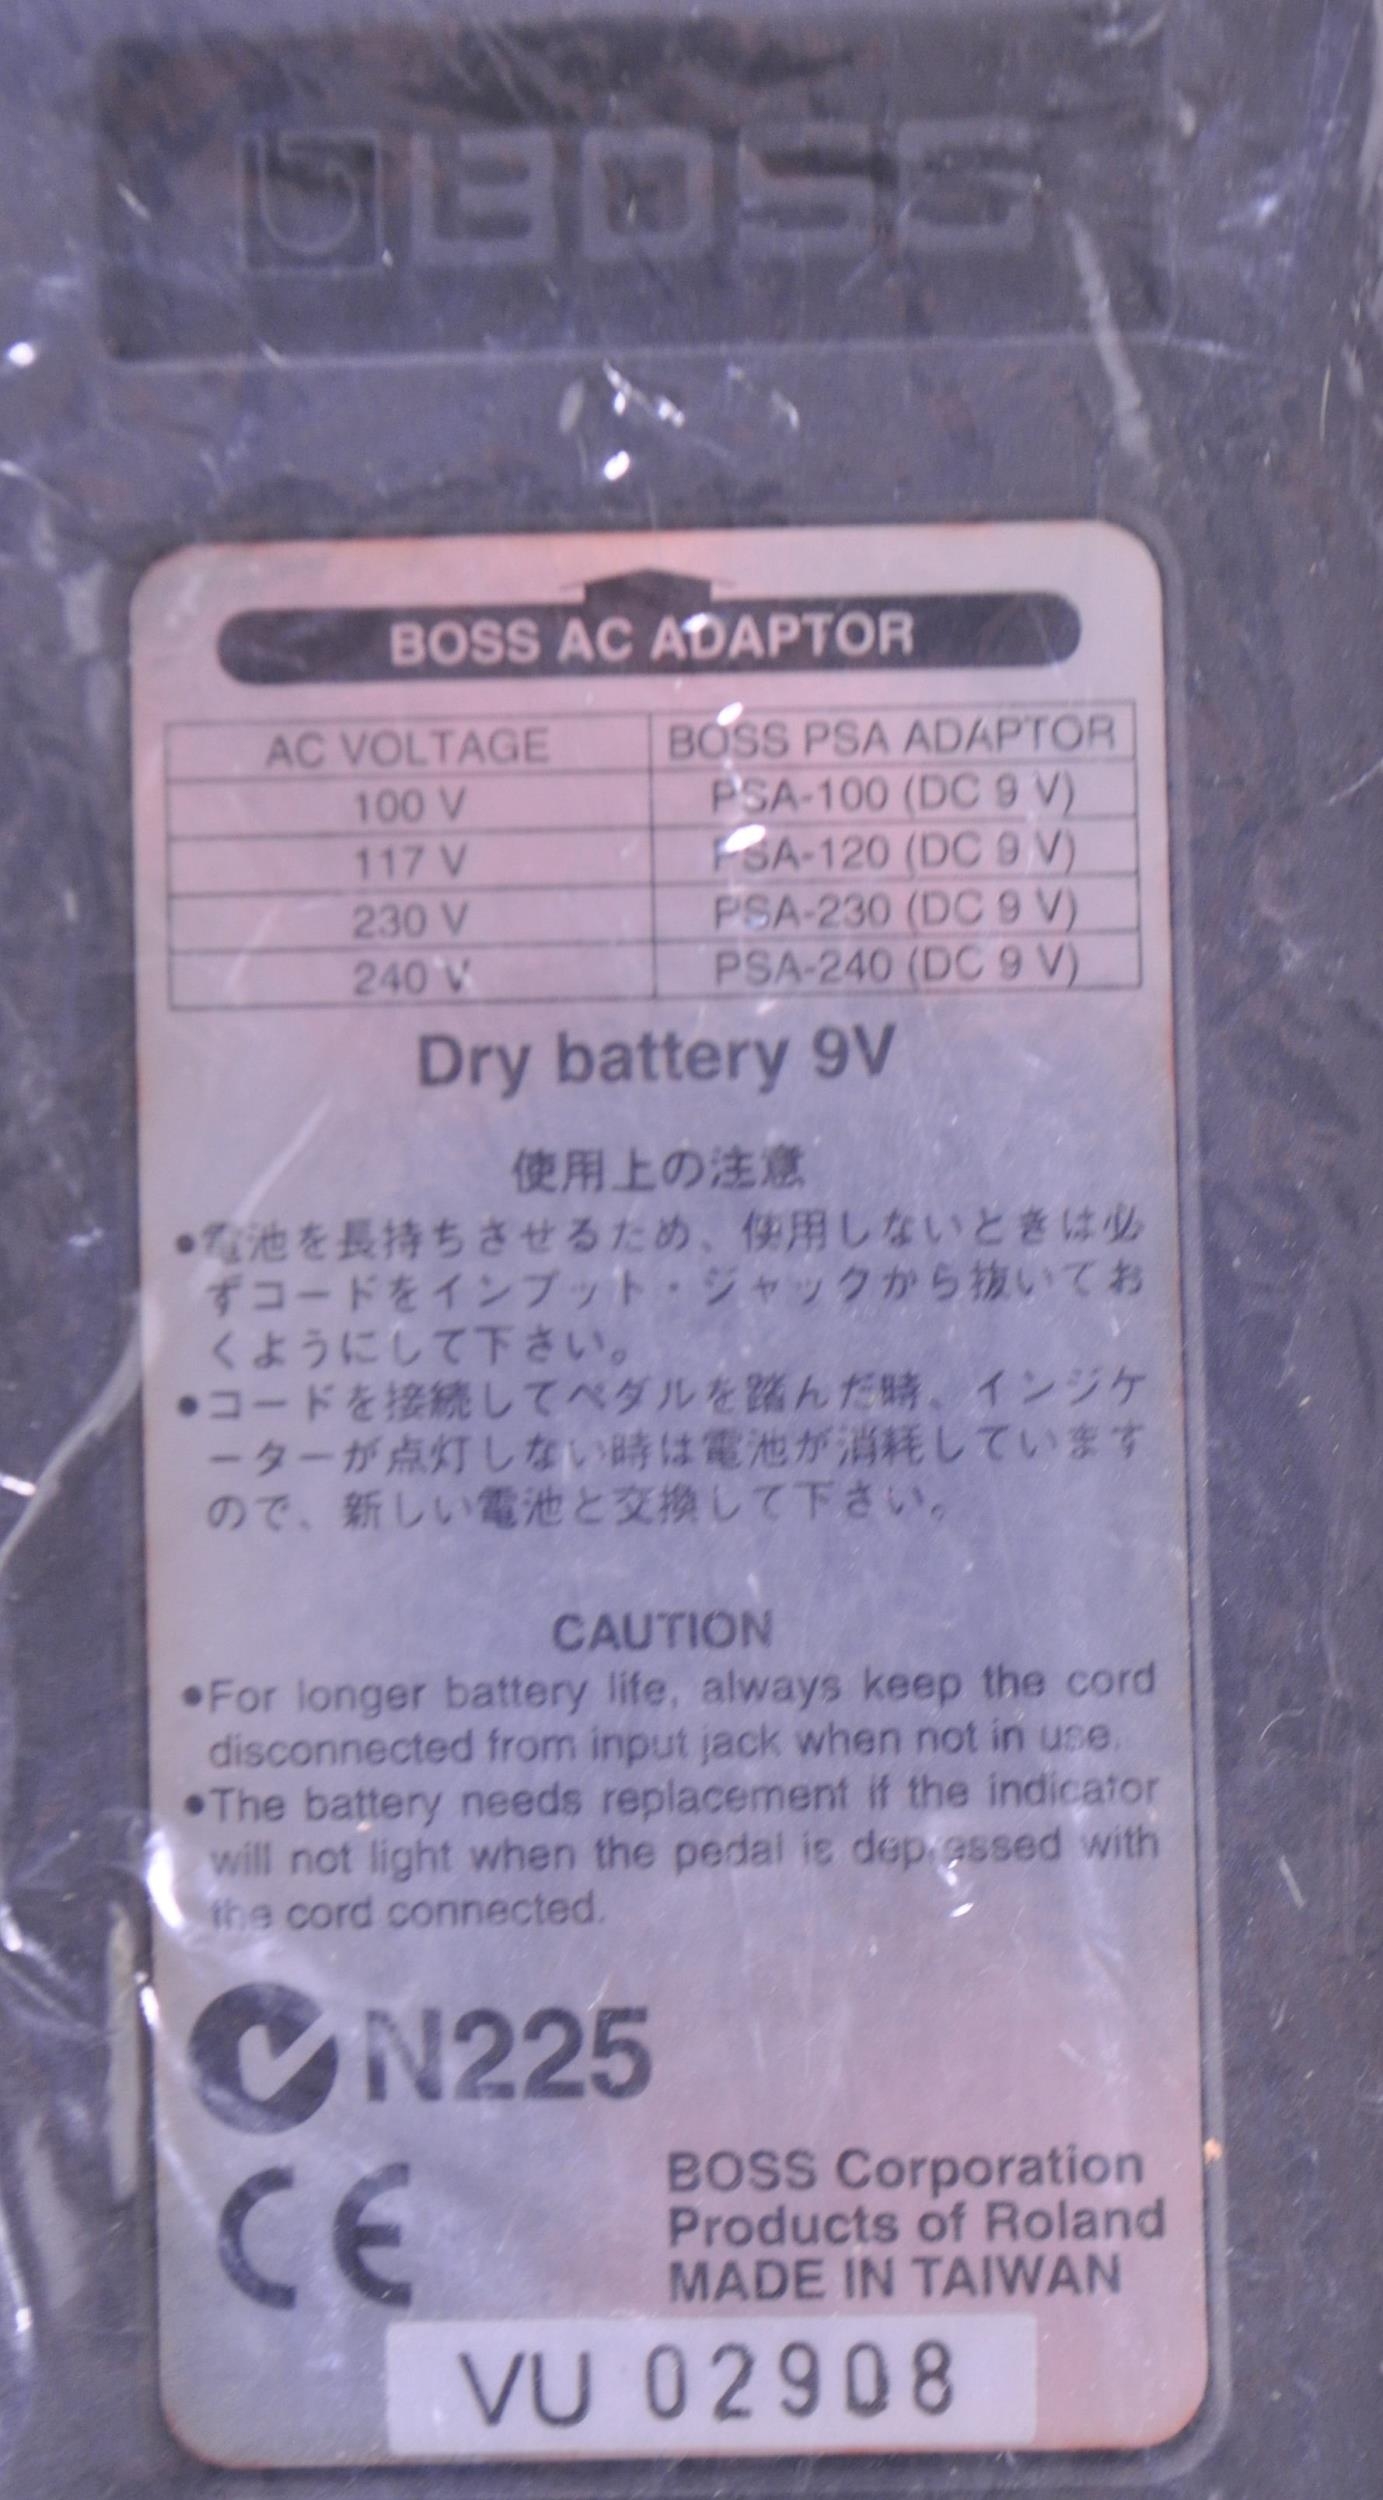 BOSS
BOSS AC ADAPTOR
AC VOLTAGE BOSS PSA ADAPTOR
100 V PSA-100 (DC 9 V)
117 V PSA-120 (DC 9 V)
230 V PSA-230 (DC 9 V)
240 V PSA-240 (DC 9 V)
Dry battery 9V
使用上の注意
●電池を長持ちさせるため、使用しないときは必
ずコードをインプット・ジャックから抜いてお
くようにして下さい。
●コードを接続してペダルを踏んだ時、インジケ
ーターが点灯しない時は電池が消耗しています
ので、新しい電池と交換して下さい。
CAUTION
●For longer battery life, always keep the cord
disconnected from input jack when not in use.
●The battery needs replacement if the indicator
will not light when the pedal is depressed with
the cord connected.
N225
CE
BOSS Corporation
Products of Roland
MADE IN TAIWAN
VU 02908